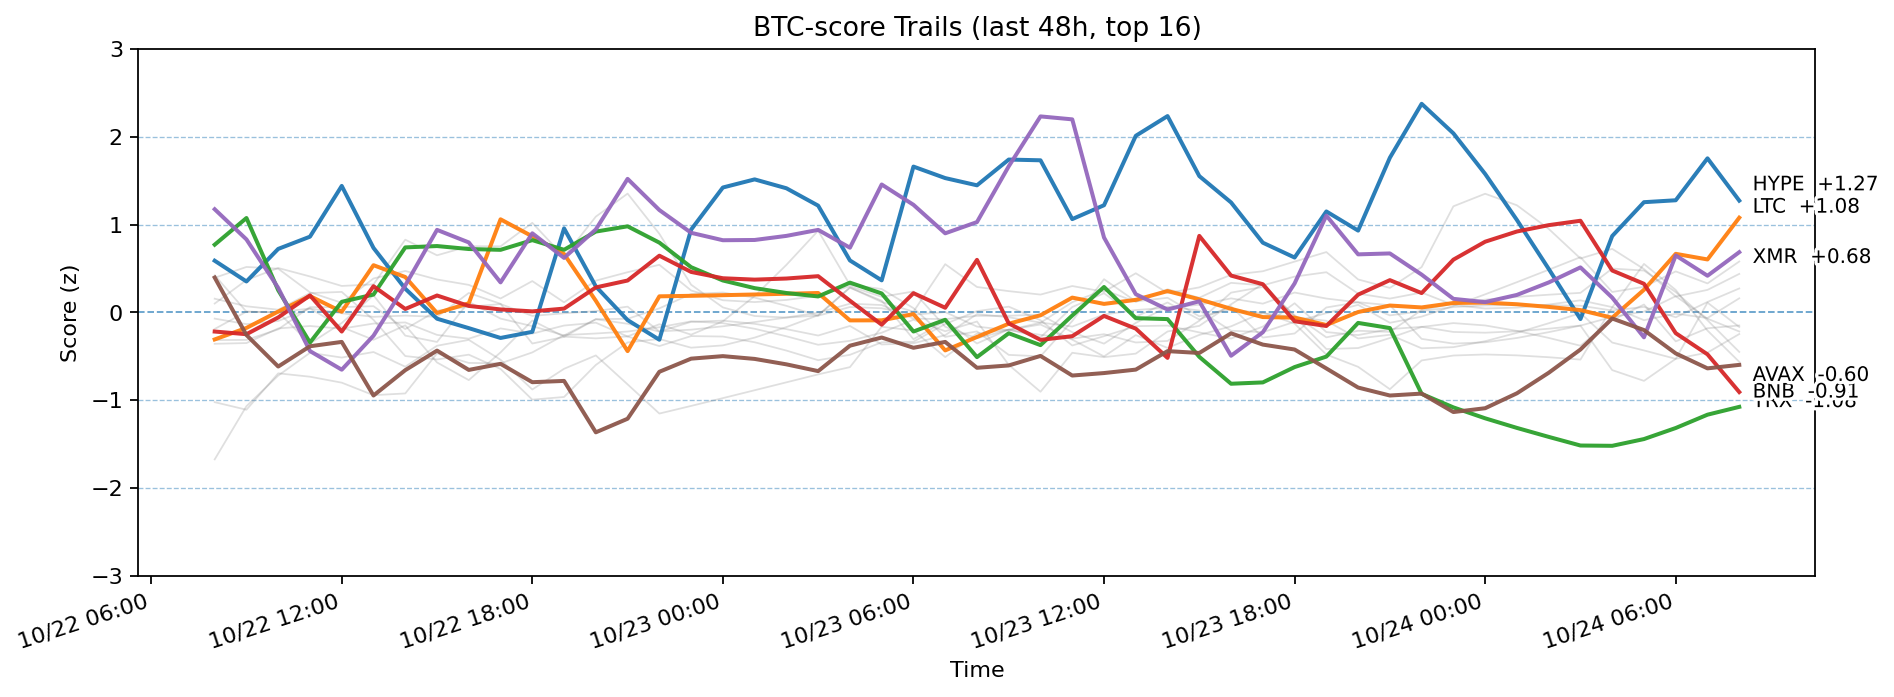 BTC-score Trails (last 48h, top 16)
Score (z)
3
2
1
0
−1
−2
−3
HYPE +1.27
LTC +1.08
XMR +0.68
AVAX -0.60
BNB -0.91
TRX -1.08
10/22 06:00
10/22 12:00
10/22 18:00
10/23 00:00
10/23 06:00
10/23 12:00
10/23 18:00
10/24 00:00
10/24 06:00
Time